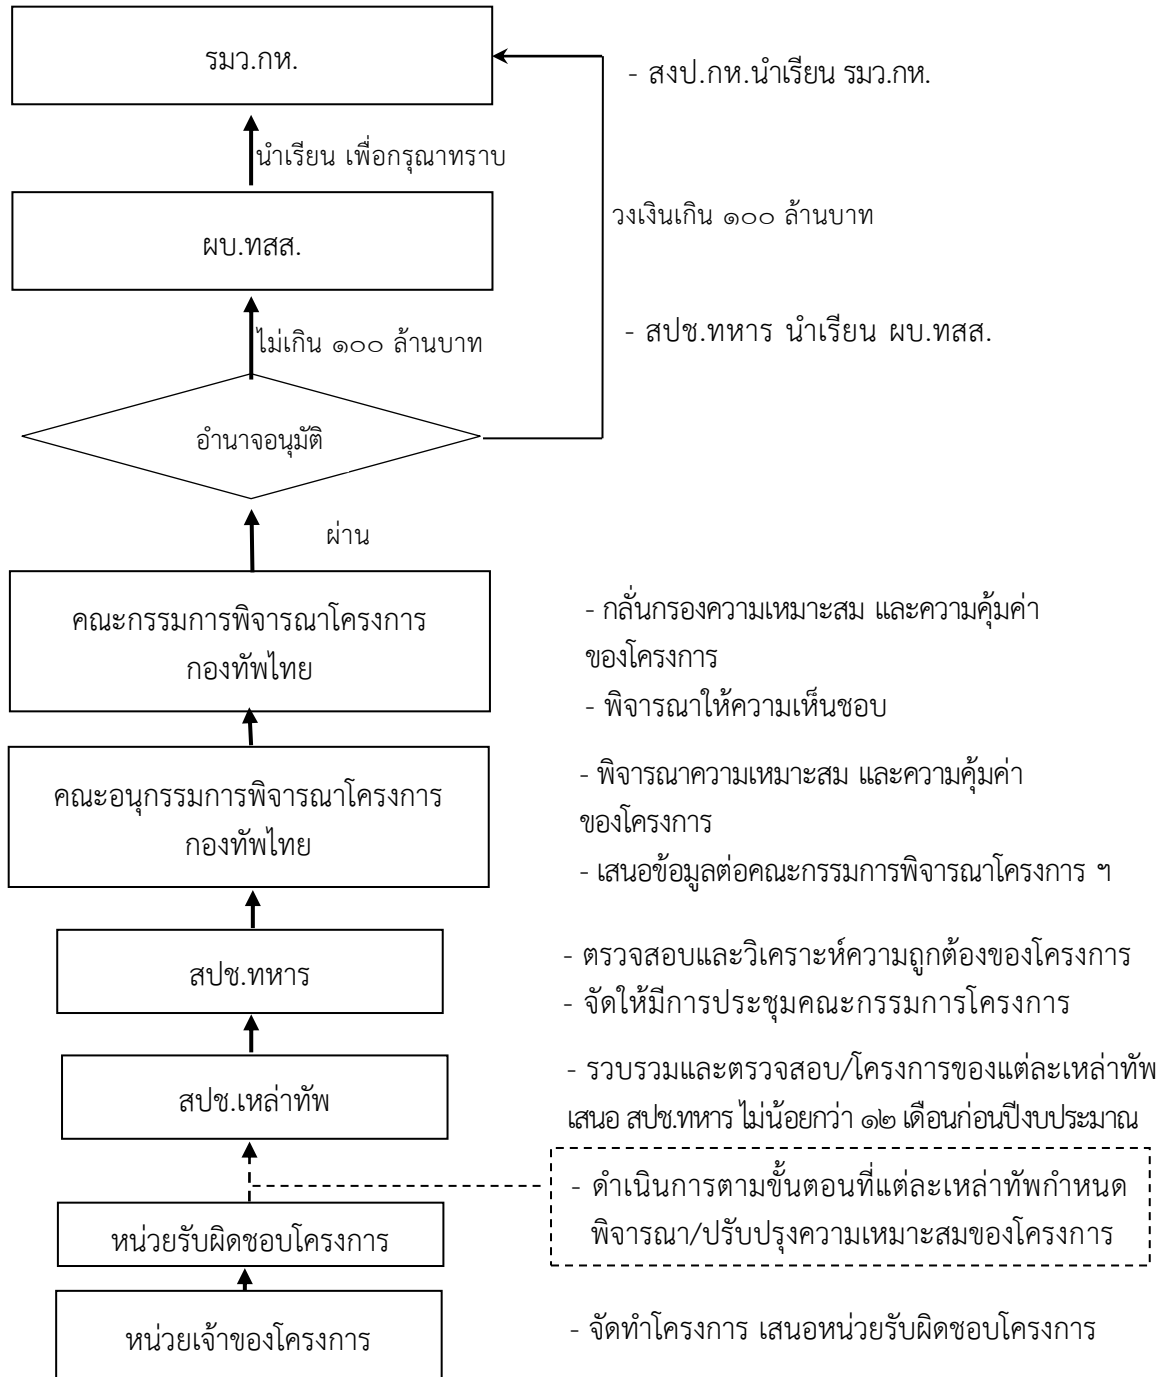 รมว.กห.
- สงป.กห.นำเรียน รมว.กห.
นำเรียน เพื่อกรุณาทราบ
วงเงินเกิน ๑๐๐ ล้านบาท
ผบ.ทสส.
ไม่เกิน ๑๐๐ ล้านบาท
- สปช.ทหาร นำเรียน ผบ.ทสส.
อำนาจอนุมัติ
ผ่าน
คณะกรรมการพิจารณาโครงการ
กองทัพไทย
- กลั่นกรองความเหมาะสม และความคุ้มค่า
ของโครงการ
- พิจารณาให้ความเห็นชอบ
คณะอนุกรรมการพิจารณาโครงการ
กองทัพไทย
- พิจารณาความเหมาะสม และความคุ้มค่า
ของโครงการ
- เสนอข้อมูลต่อคณะกรรมการพิจารณาโครงการ ฯ
สปช.ทหาร
- ตรวจสอบและวิเคราะห์ความถูกต้องของโครงการ
- จัดให้มีการประชุมคณะกรรมการโครงการ
สปช.เหล่าทัพ
- รวบรวมและตรวจสอบ/โครงการของแต่ละเหล่าทัพ
เสนอ สปช.ทหาร ไม่น้อยกว่า ๑๒ เดือนก่อนปีงบประมาณ
- ดำเนินการตามขั้นตอนที่แต่ละเหล่าทัพกำหนด
พิจารณา/ปรับปรุงความเหมาะสมของโครงการ
หน่วยรับผิดชอบโครงการ
หน่วยเจ้าของโครงการ
- จัดทำโครงการ เสนอหน่วยรับผิดชอบโครงการ